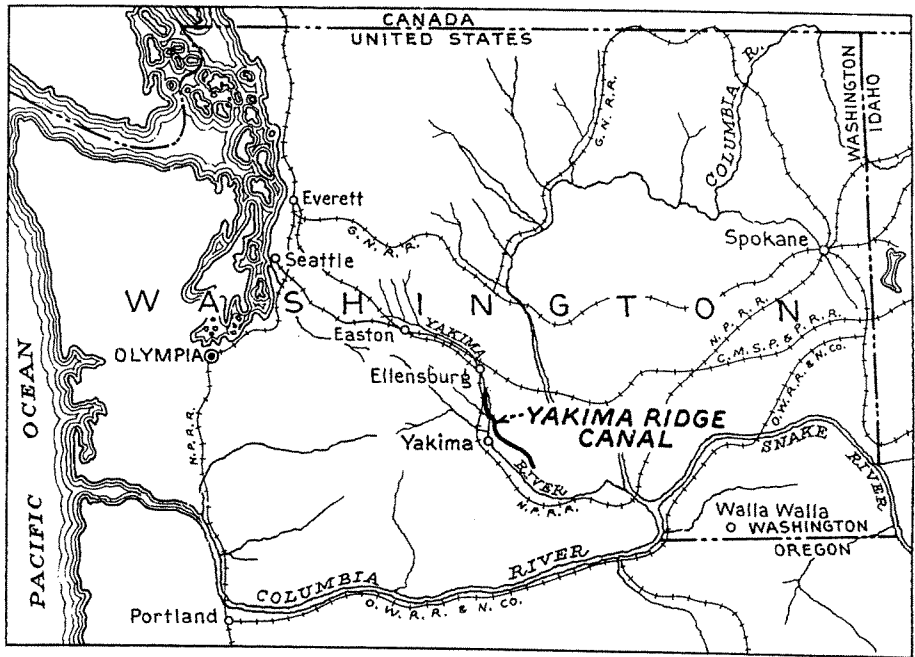 CANADA
UNITED STATES
G. N. R. R.
COLUMBIA R.
WASHINGTON
IDAHO
Everett
G. N. R. R.
Spokane
Seattle
WASHINGTON
Easton
YAKIMA
N. P. R. R.
C. M. S. P. & P. R. R.
OLYMPIA
Ellensburg
O. W. R. R. & N. CO.
PACIFIC OCEAN
YAKIMA RIDGE
CANAL
N. P. R. R.
Yakima
RIVER
SNAKE RIVER
N. P. R. R.
Walla Walla
WASHINGTON
OREGON
COLUMBIA RIVER
O. W. R. R. & N. CO.
Portland